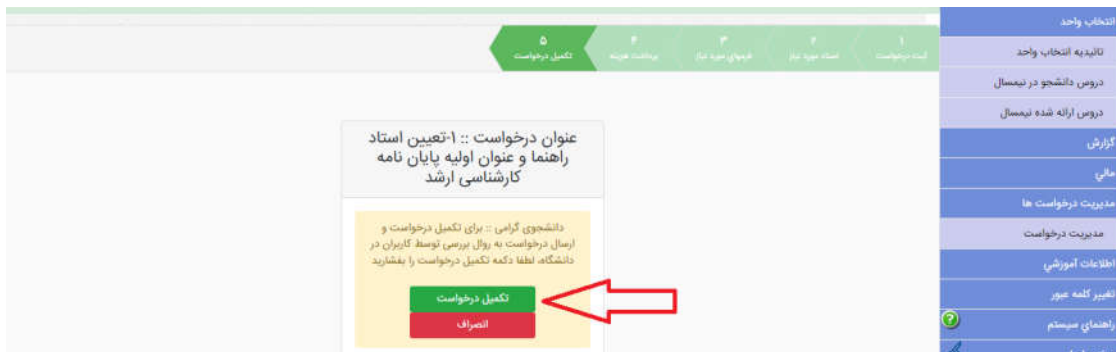 انتخاب واحد
تائیدیه انتخاب واحد
دروس دانشجو در نیمسال
دروس ارائه شده نیمسال
گزارش
مالي
مدیریت درخواست ها
مدیریت درخواست
اطلاعات آموزشي
تغییر کلمه عبور
راهنماي سیستم
۱
ثبت درخواست
۲
اسناد مورد نیاز
۳
فرمهای مورد نیاز
۴
پرداخت هزینه
۵
تکمیل درخواست
عنوان درخواست :: ۱-تعیین استاد
راهنما و عنوان اولیه پایان نامه
کارشناسی ارشد
دانشجوی گرامی :: برای تکمیل درخواست و
ارسال درخواست به روال بررسی توسط کاربران در
دانشگاه، لطفا دکمه تکمیل درخواست را بفشارید
تکمیل درخواست
انصراف